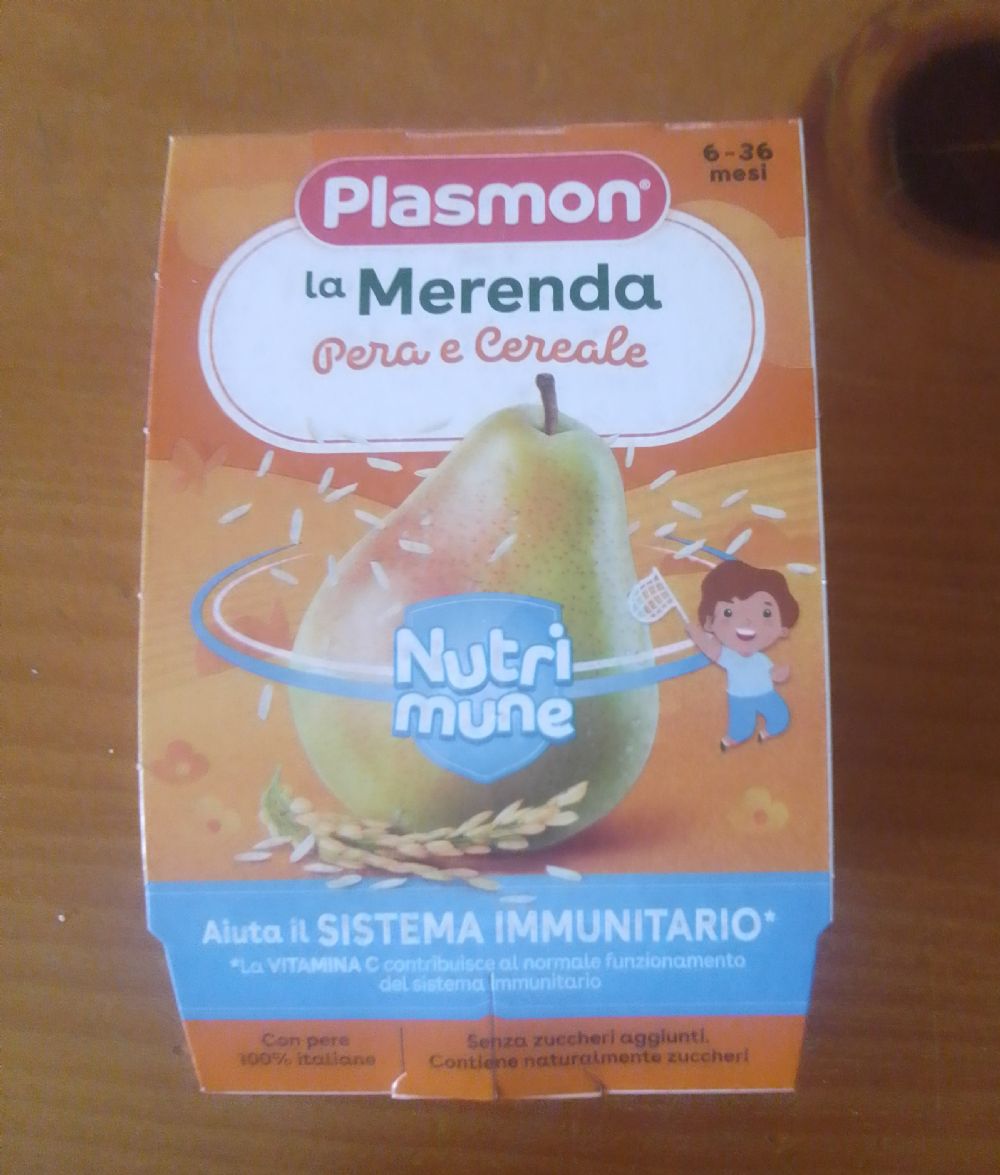 6-36
mesi
Plasmon®
la Merenda
Pera e Cereale
Nutri
mune
Aiuta il SISTEMA IMMUNITARIO*
*La VITAMINA C contribuisce al normale funzionamento
del sistema immunitario
Con pere
100% italiane
Senza zuccheri aggiunti.
Contiene naturalmente zuccheri